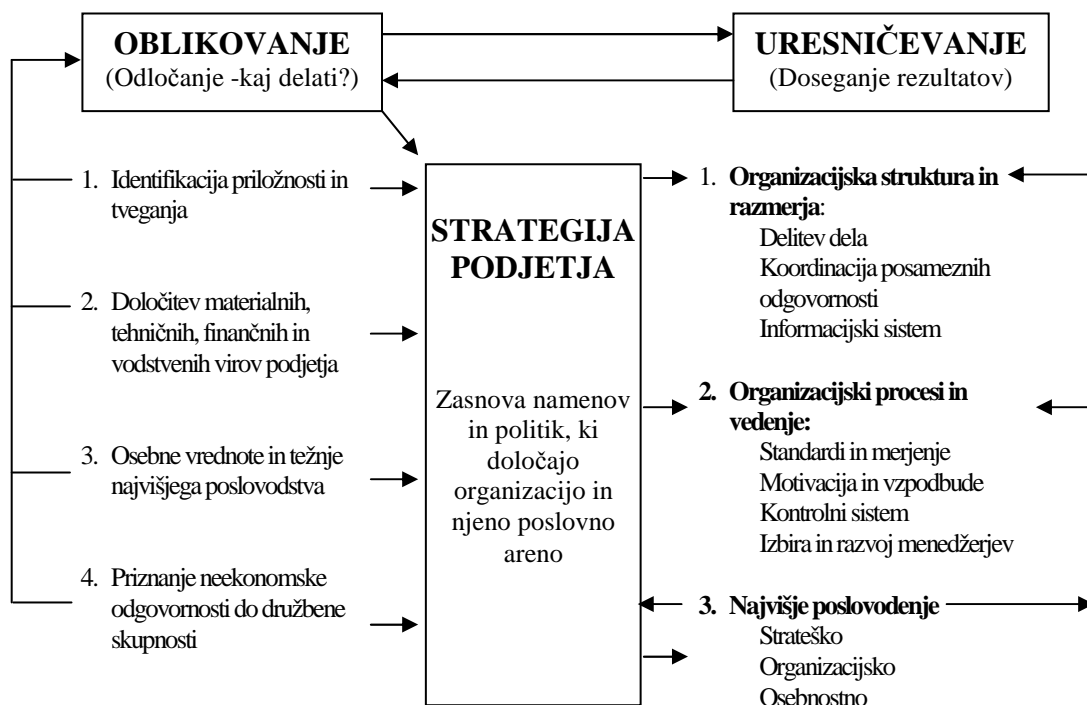 OBLIKOVANJE
(Odločanje -kaj delati?)
URESNIČEVANJE
(Doseganje rezultatov)
1. Identifikacija priložnosti in
tveganja
2. Določitev materialnih,
tehničnih, finančnih in
vodstvenih virov podjetja
3. Osebne vrednote in težnje
najvišjega poslovodstva
4. Priznanje neekonomske
odgovornosti do družbene
skupnosti
STRATEGIJA
PODJETJA
Zasnova namenov
in politik, ki
določajo
organizacijo in
njeno poslovno
areno
1. Organizacijska struktura in
razmerja:
Delitev dela
Koordinacija posameznih
odgovornosti
Informacijski sistem
2. Organizacijski procesi in
vedenje:
Standardi in merjenje
Motivacija in vzpodbude
Kontrolni sistem
Izbira in razvoj menedžerjev
3. Najvišje poslovodenje
Strateško
Organizacijsko
Osebnostno